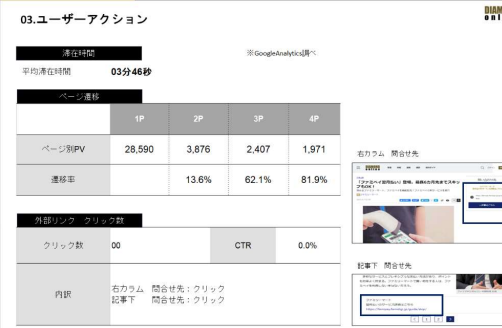 03.ユーザーアクション
DIAM
onl
滞在時間
※GoogleAnalytics調べ
平均滞在時間 03分46秒
ページ遷移
1P 2P 3P 4P
ページ別PV 28,590 3,876 2,407 1,971
遷移率 13.6% 62.1% 81.9%
外部リンク クリック数
クリック数 00 CTR 0.0%
内訳
右カラム 問合せ先:クリック
記事下 問合せ先:クリック
右カラム 問合せ先
記事下 問合せ先